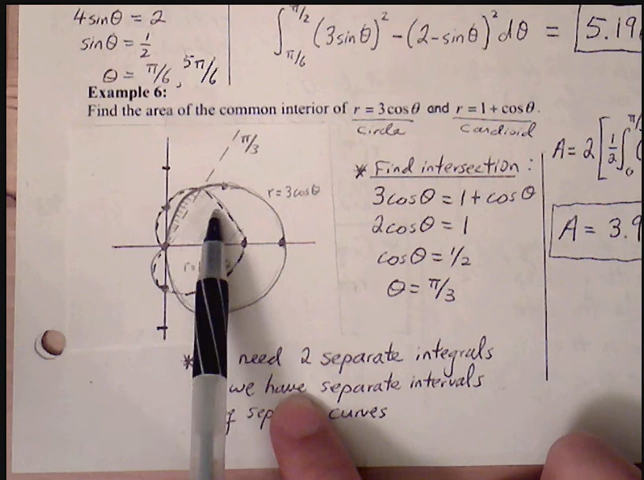 4sinθ = 2
sinθ = 1/2
θ = π/6, 5π/6
∫ π/2 π/6 (3sinθ)² − (2−sinθ)² dθ = 5.19
Example 6:
Find the area of the common interior of r = 3cosθ and r = 1 + cosθ.
Circle
Cardioid
π/3
r = 3cosθ
* Find intersection:
3cosθ = 1 + cosθ
2cosθ = 1
cosθ = 1/2
θ = π/3
A = 2[1/2 ∫ 0
A = 3.9
* need 2 separate integrals
we have separate intervals
curves